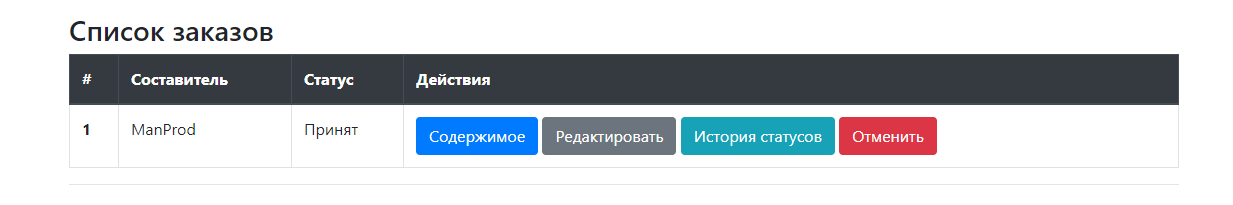 Список заказов
# Составитель Статус Действия
1 ManProd Принят Содержимое Редактировать История статусов Отменить